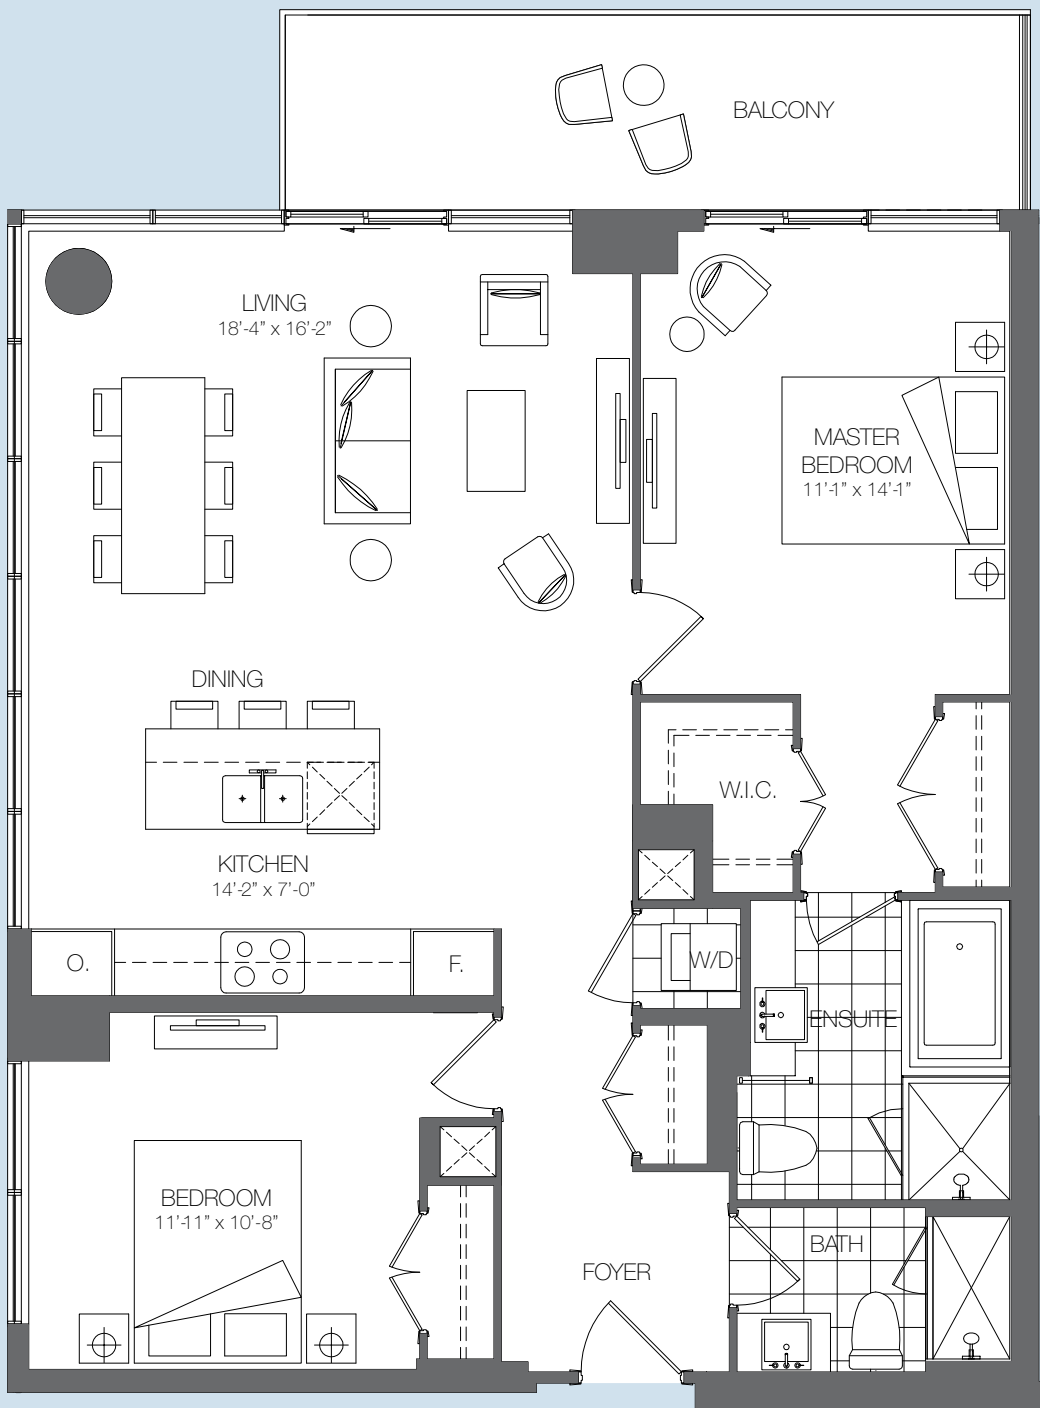 BALCONY
LIVING
18'-4" x 16'-2"
MASTER
BEDROOM
11'-1" x 14'-1"
DINING
W.I.C.
KITCHEN
14'-2" x 7'-0"
O.
F.
W/D
ENSUITE
BEDROOM
11'-11" x 10'-8"
BATH
FOYER